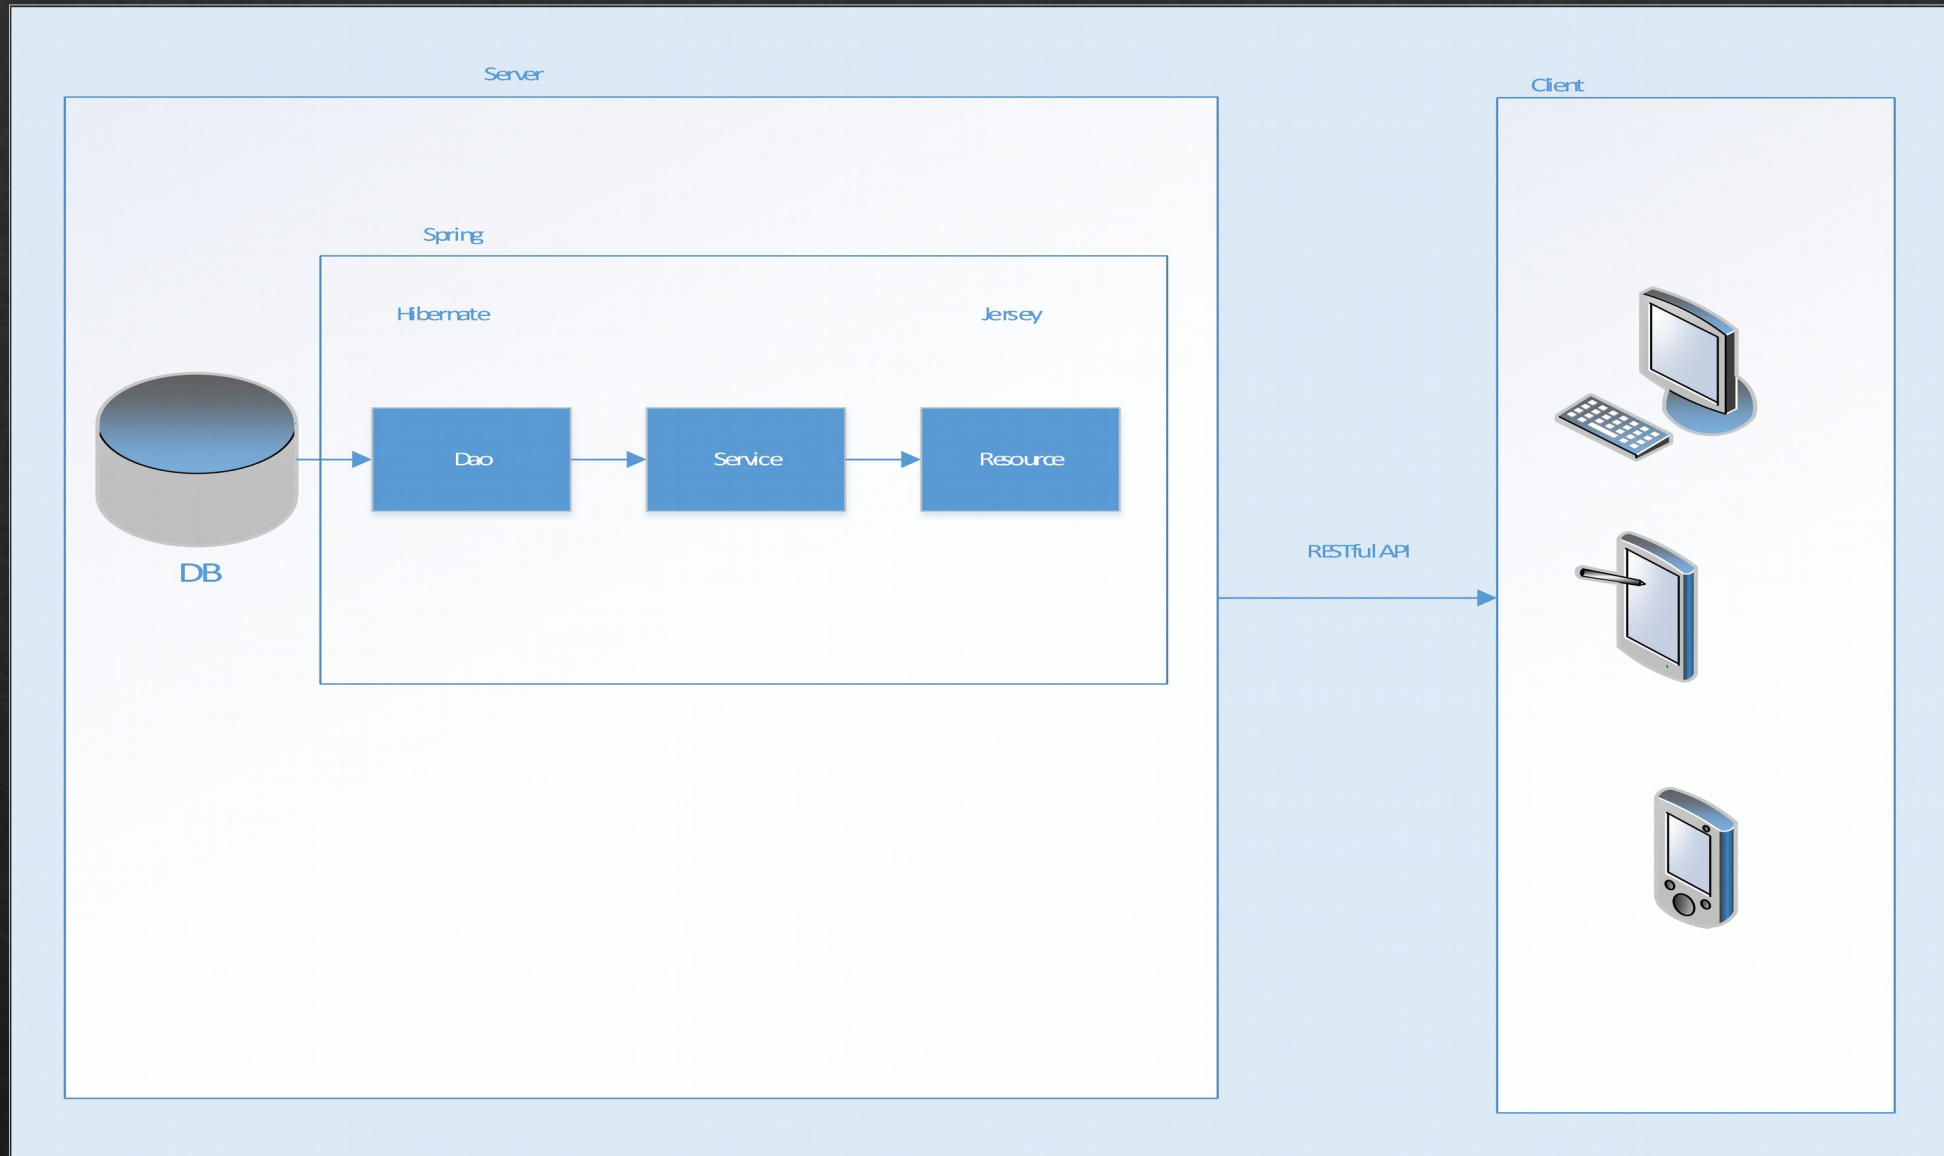 Server
Client
Spring
Hibernate
Jersey
Dao
Service
Resource
RESTful API
DB